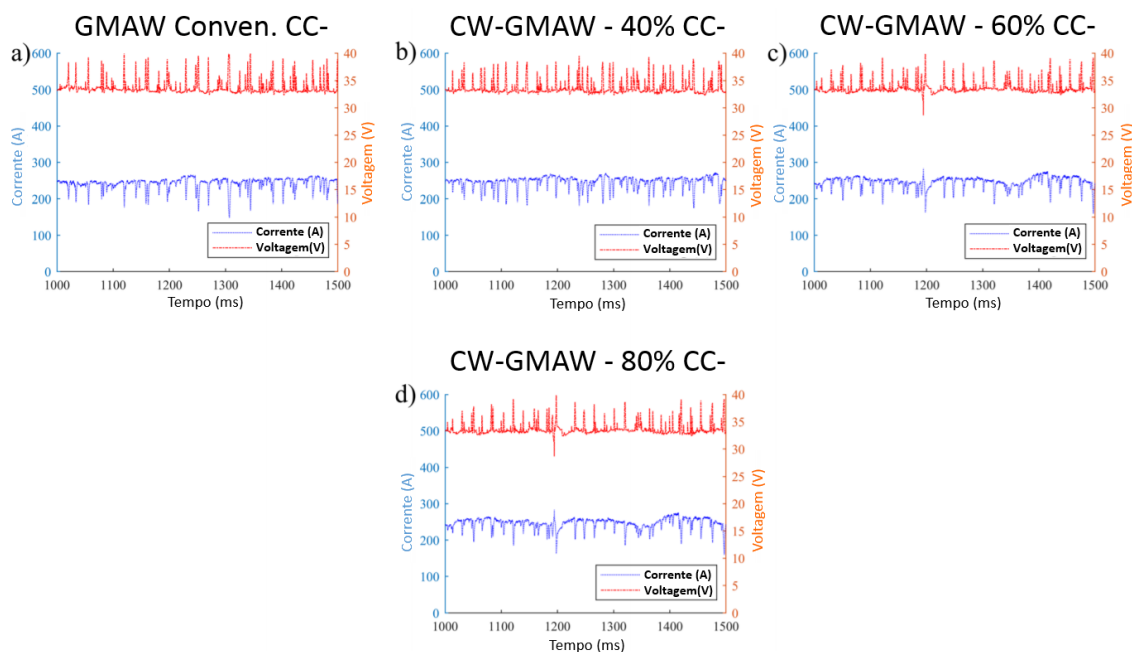 GMAW Conven. CC-
CW-GMAW - 40% CC-
CW-GMAW - 60% CC-
a)
600
500
400
300
200
100
0
Corrente (A)
40
35
30
25
20
15
10
5
0
Voltagem (V)
Corrente (A)
Voltagem(V)
1000 1100 1200 1300 1400 1500
Tempo (ms)
b)
600
500
400
300
200
100
0
Corrente (A)
40
35
30
25
20
15
10
5
0
Voltagem (V)
Corrente (A)
Voltagem(V)
1000 1100 1200 1300 1400 1500
Tempo (ms)
c)
600
500
400
300
200
100
0
Corrente (A)
40
35
30
25
20
15
10
5
0
Voltagem (V)
Corrente (A)
Voltagem(V)
1000 1100 1200 1300 1400 1500
Tempo (ms)
CW-GMAW - 80% CC-
d)
600
500
400
300
200
100
0
Corrente (A)
40
35
30
25
20
15
10
5
0
Voltagem (V)
Corrente (A)
Voltagem(V)
1000 1100 1200 1300 1400 1500
Tempo (ms)